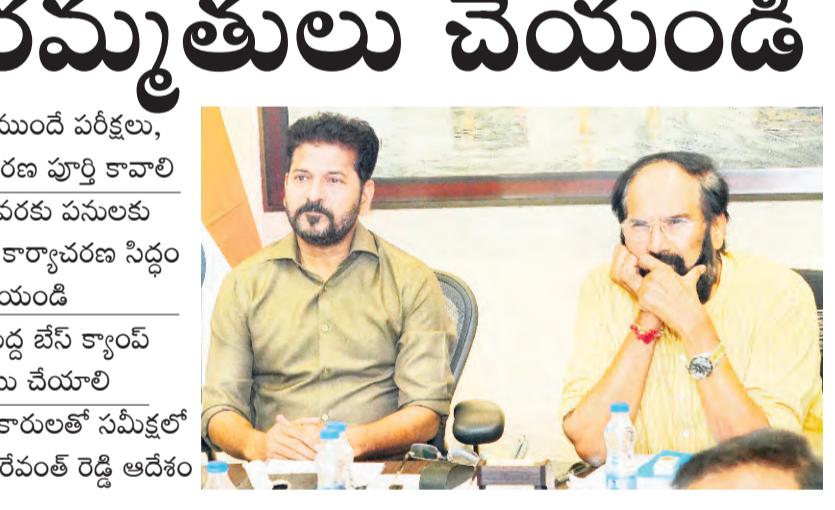 రమ్మతులు చేయండి
ముందే పరీక్షలు,
రణ పూర్తి కావాలి
వరకు పనులకు
కార్యాచరణ సిద్ధం
యండి
ద్ద బేస్ క్యాంప్
చేయాలి
కారులతో సమీక్షలో
రేవంత్ రెడ్డి ఆదేశం